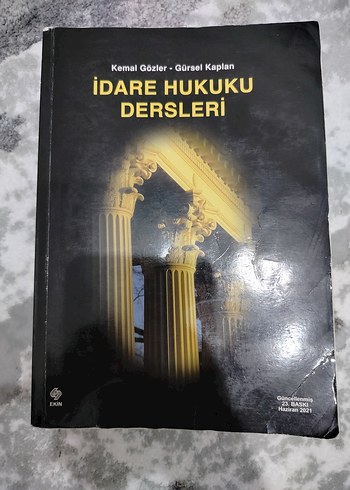 Kemal Gözler - Gürsel Kaplan
İDARE HUKUKU
DERSLERİ
EKİN
Güncellenmiş
23. BASKI
Haziran 2021